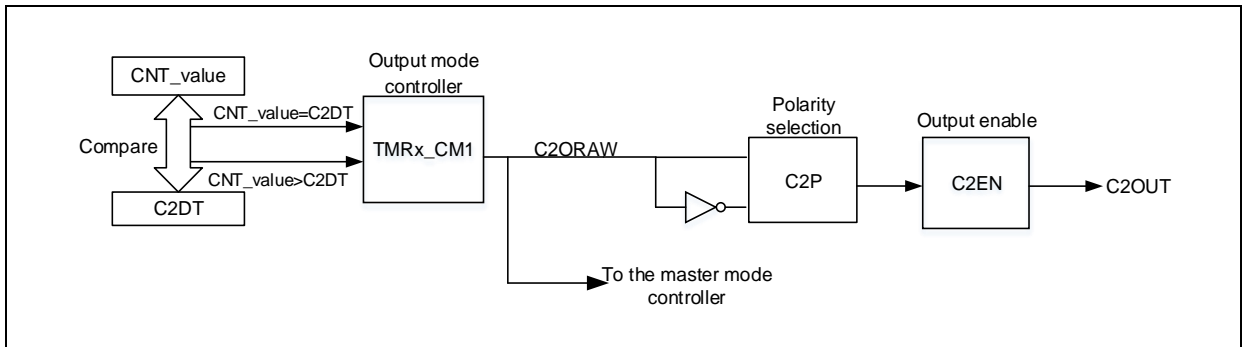 CNT_value
Compare
C2DT
CNT_value=C2DT
CNT_value>C2DT
Output mode
controller
TMRx_CM1
C2ORAW
To the master mode
controller
Polarity
selection
C2P
Output enable
C2EN
C2OUT